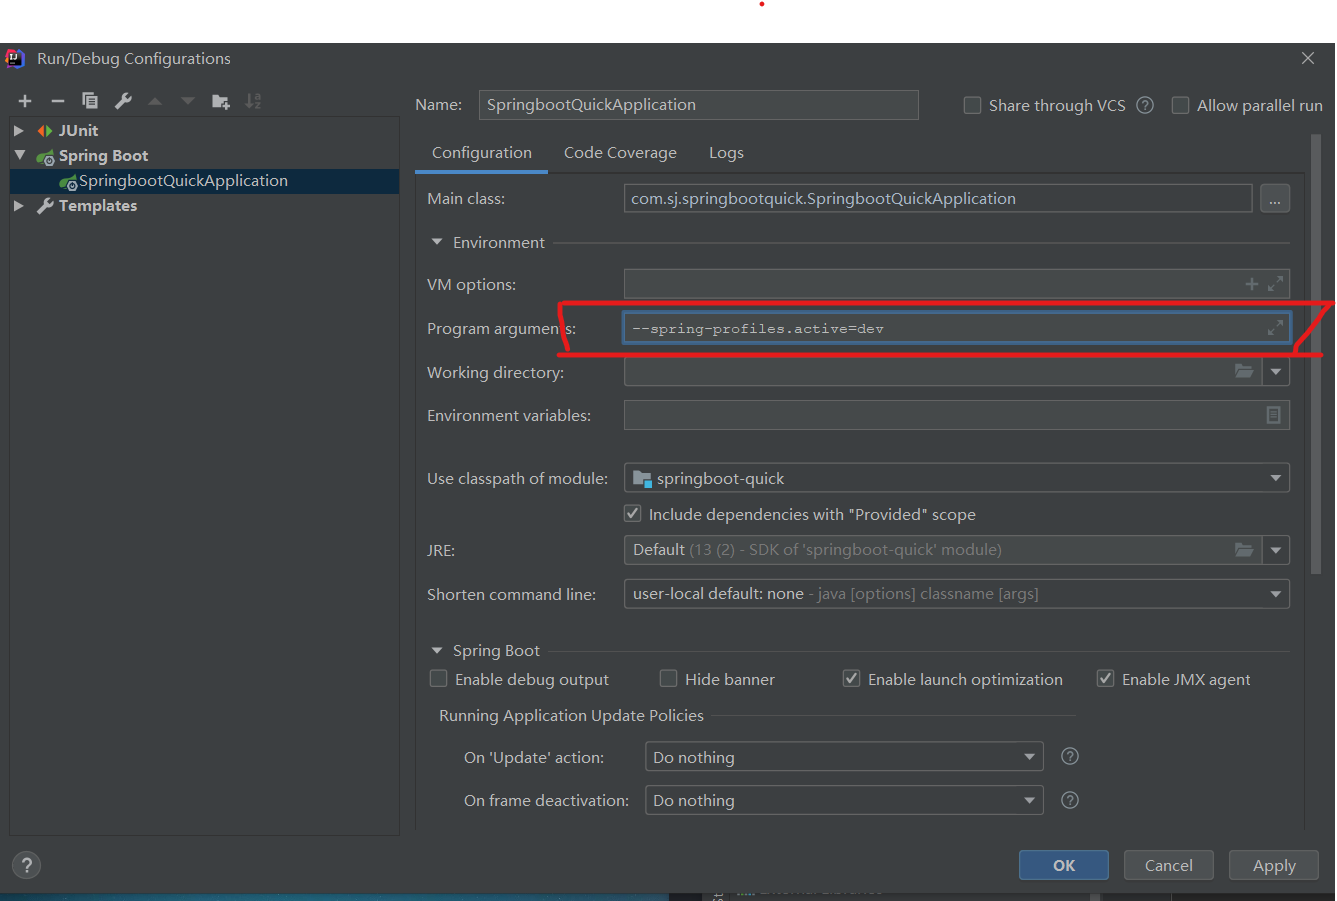 Run/Debug Configurations
Name: SpringbootQuickApplication Share through VCS ? Allow parallel run
JUnit
Spring Boot
SpringbootQuickApplication
Templates
Configuration Code Coverage Logs
Main class: com.sj.springbootquick.SpringbootQuickApplication ...
Environment
VM options:
Program arguments: --spring-profiles.active=dev
Working directory:
Environment variables:
Use classpath of module: springboot-quick
Include dependencies with "Provided" scope
JRE: Default (13 (2) - SDK of 'springboot-quick' module)
Shorten command line: user-local default: none - java [options] classname [args]
Spring Boot
Enable debug output Hide banner Enable launch optimization Enable JMX agent
Running Application Update Policies
On 'Update' action: Do nothing ?
On frame deactivation: Do nothing ?
? OK Cancel Apply